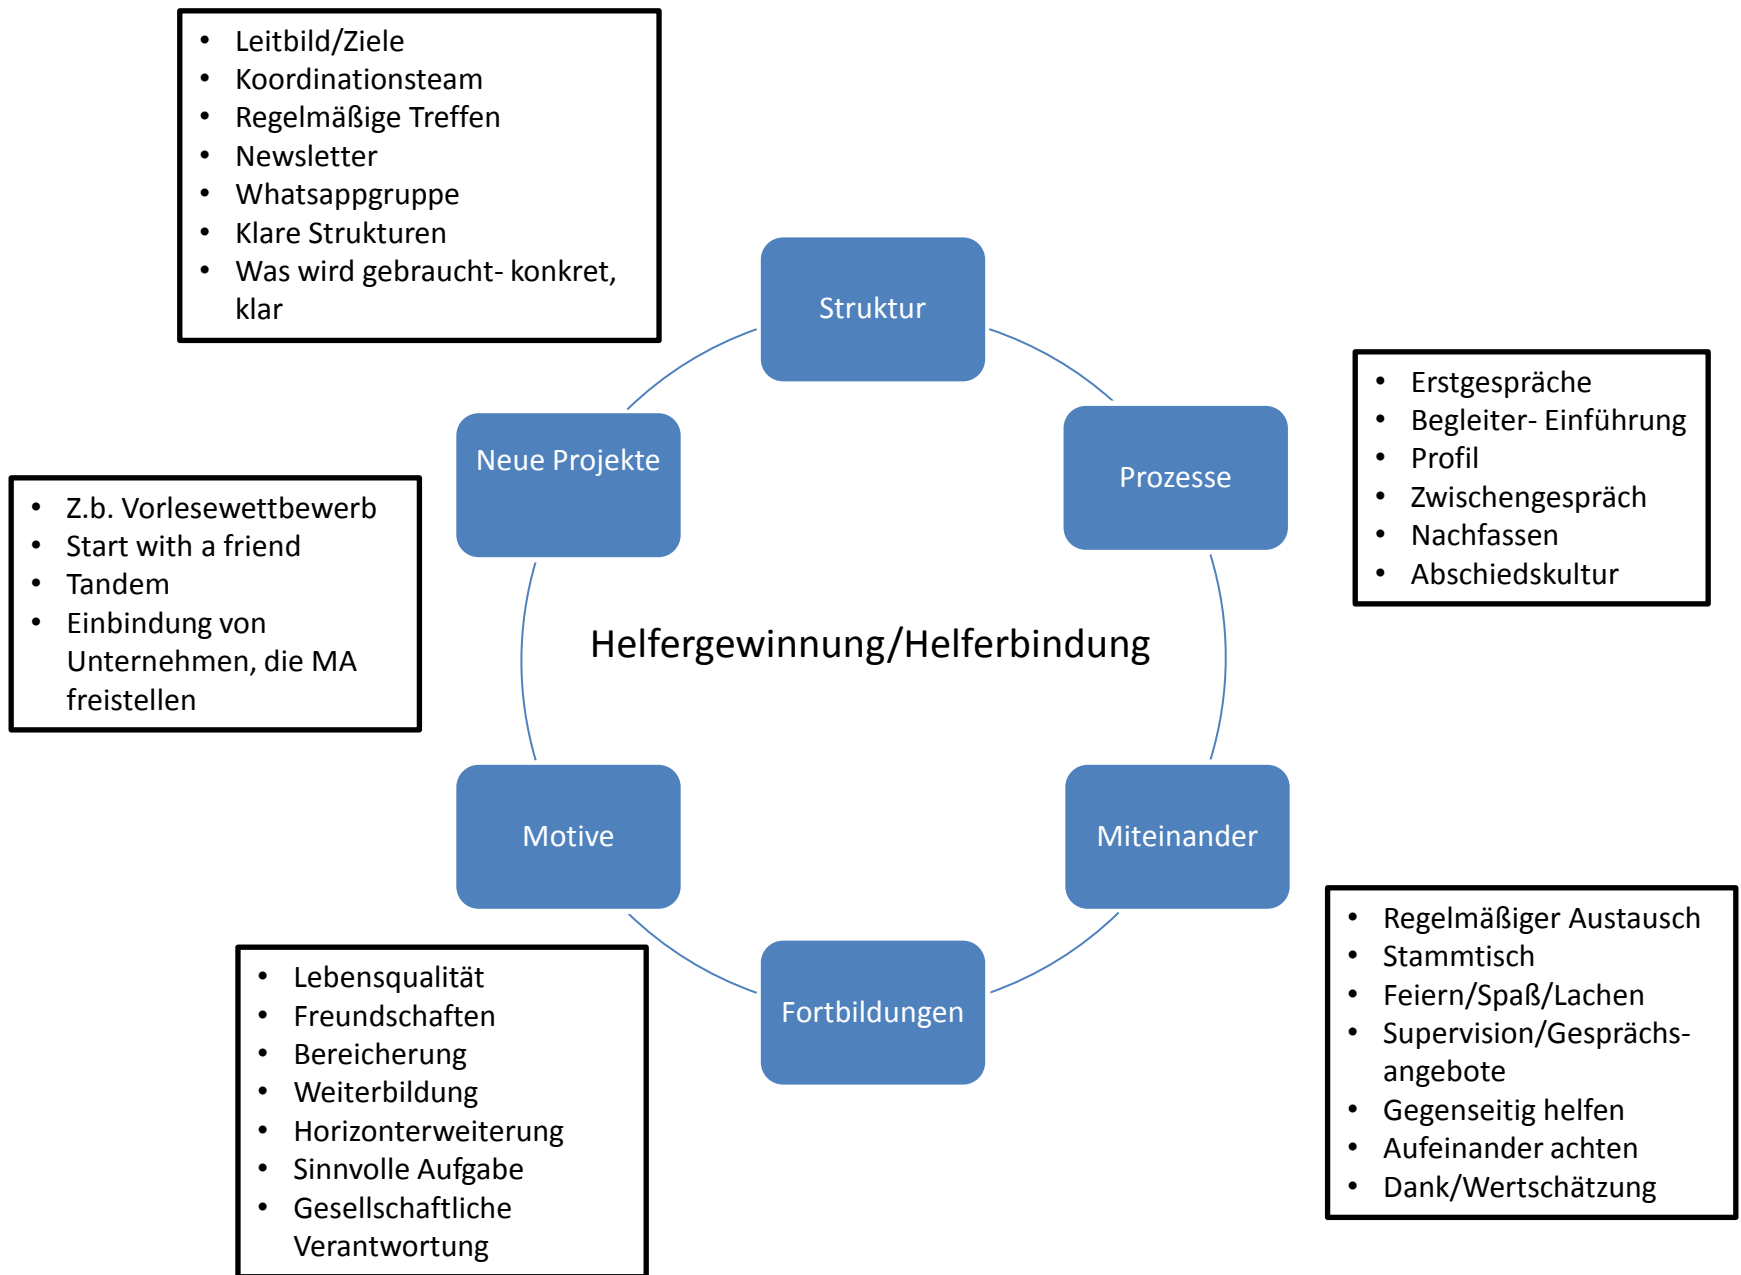 • Leitbild/Ziele
• Koordinationsteam
• Regelmäßige Treffen
• Newsletter
• Whatsappgruppe
• Klare Strukturen
• Was wird gebraucht- konkret,
klar
Struktur
• Erstgespräche
• Begleiter- Einführung
• Profil
• Zwischengespräch
• Nachfassen
• Abschiedskultur
Neue Projekte
Prozesse
• Z.b. Vorlesewettbewerb
• Start with a friend
• Tandem
• Einbindung von
Unternehmen, die MA
freistellen
Helfergewinnung/Helferbindung
Motive
Miteinander
• Regelmäßiger Austausch
• Stammtisch
• Feiern/Spaß/Lachen
• Supervision/Gesprächs-
angebote
• Gegenseitig helfen
• Aufeinander achten
• Dank/Wertschätzung
Fortbildungen
• Lebensqualität
• Freundschaften
• Bereicherung
• Weiterbildung
• Horizonterweiterung
• Sinnvolle Aufgabe
• Gesellschaftliche
Verantwortung